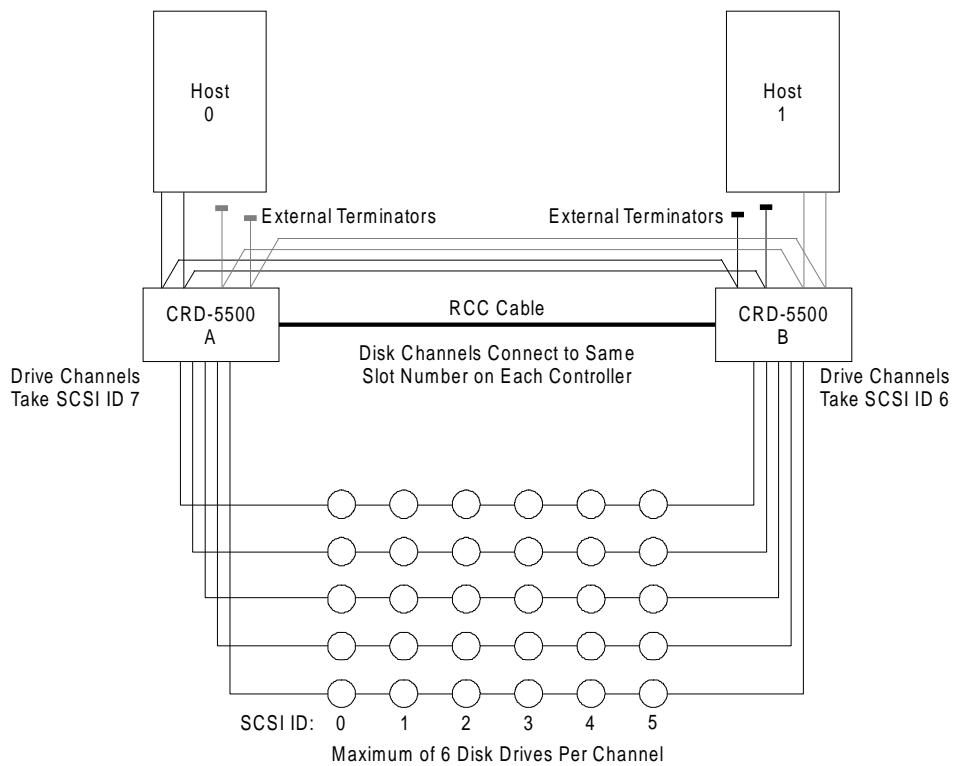 Host
0
Host
1
External Terminators
External Terminators
CRD-5500
A
RCC Cable
CRD-5500
B
Disk Channels Connect to Same
Slot Number on Each Controller
Drive Channels
Take SCSI ID 7
Drive Channels
Take SCSI ID 6
SCSI ID: 0 1 2 3 4 5
Maximum of 6 Disk Drives Per Channel